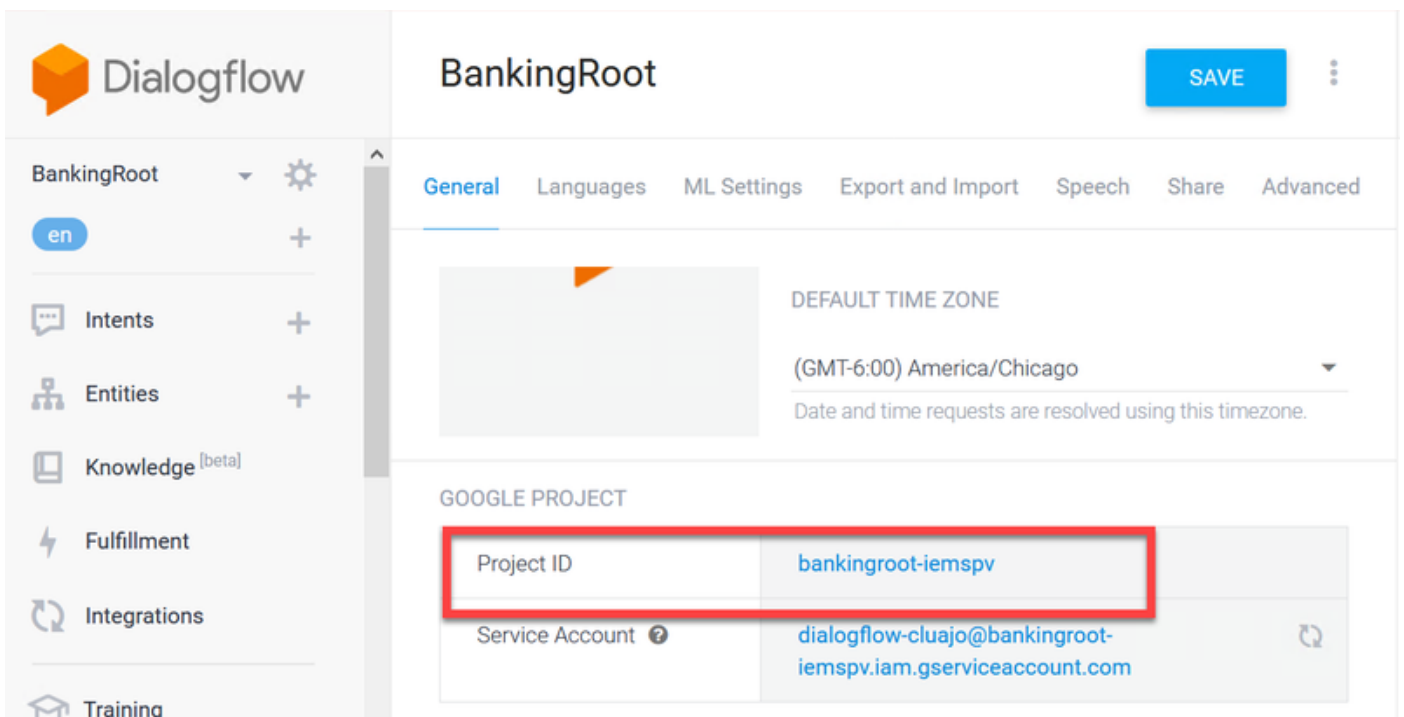 Dialogflow
BankingRoot
SAVE
BankingRoot
en
Intents
Entities
Knowledge [beta]
Fulfillment
Integrations
Training
General Languages ML Settings Export and Import Speech Share Advanced
DEFAULT TIME ZONE
(GMT-6:00) America/Chicago
Date and time requests are resolved using this timezone.
GOOGLE PROJECT
Project ID bankingroot-iemspv
Service Account dialogflow-cluajo@bankingroot-
iemspv.iam.gserviceaccount.com